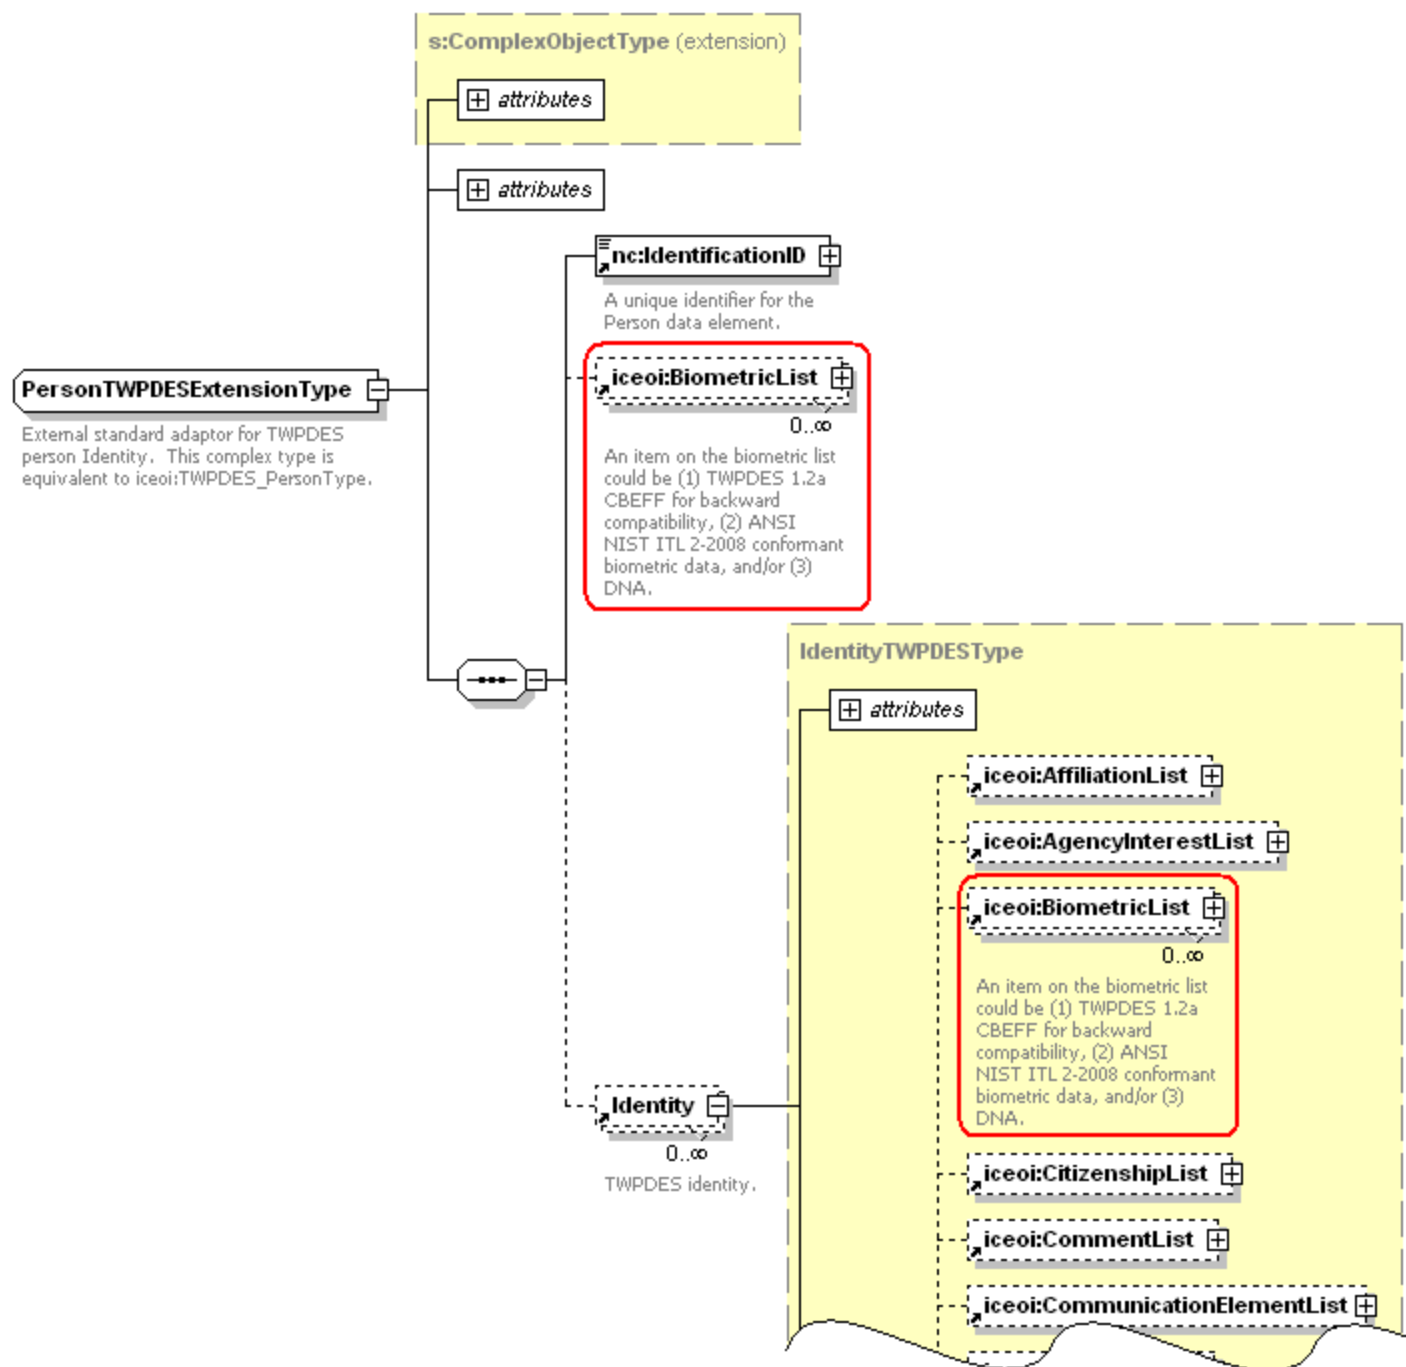 s:ComplexObjectType (extension)
attributes
attributes
nc:IdentificationID
A unique identifier for the
Person data element.
PersonTWPDESExtensionType
External standard adaptor for TWPDES
person Identity. This complex type is
equivalent to iceoi:TWPDES_PersonType.
iceoi:BiometricList
0..∞
An item on the biometric list
could be (1) TWPDES 1.2a
CBEFF for backward
compatibility, (2) ANSI
NIST ITL 2-2008 conformant
biometric data, and/or (3)
DNA.
IdentityTWPDESType
attributes
iceoi:AffiliationList
iceoi:AgencyInterestList
iceoi:BiometricList
0..∞
An item on the biometric list
could be (1) TWPDES 1.2a
CBEFF for backward
compatibility, (2) ANSI
NIST ITL 2-2008 conformant
biometric data, and/or (3)
DNA.
Identity
0..∞
TWPDES identity.
iceoi:CitizenshipList
iceoi:CommentList
iceoi:CommunicationElementList